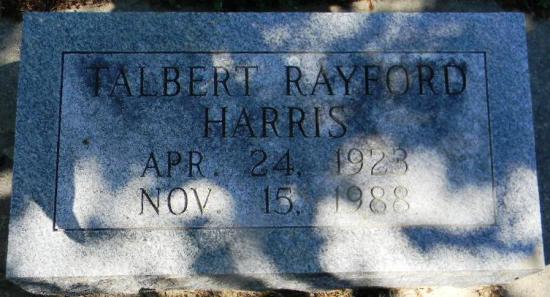 TALBERT RAYFORD
HARRIS
APR. 24, 1923
NOV. 15, 1988